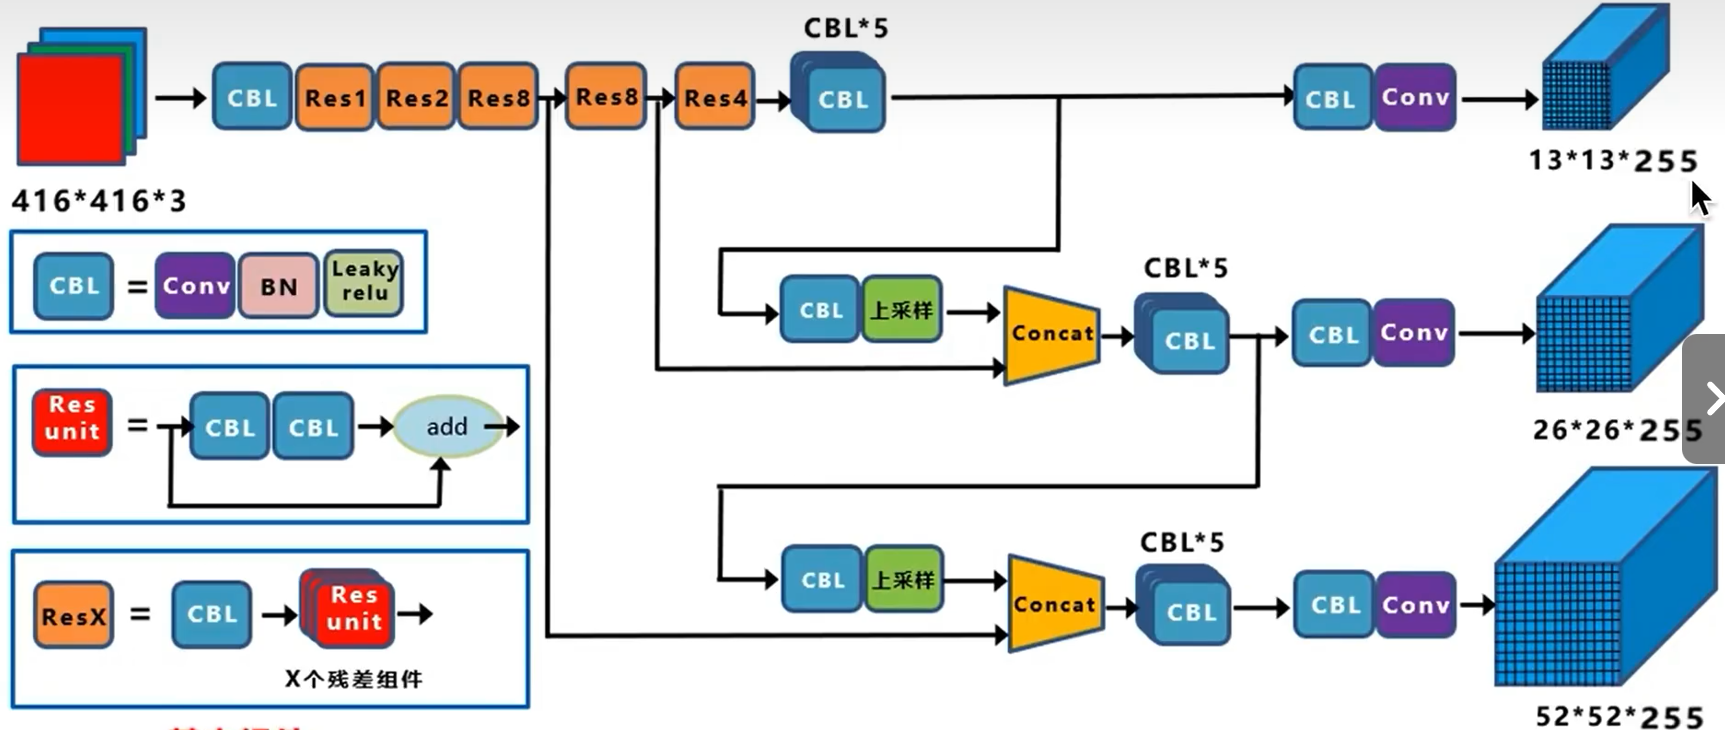 CBL*5
CBL Res1 Res2 Res8 Res8 Res4 CBL CBL Conv
13*13*255
416*416*3
CBL = Conv BN Leaky relu
CBL*5
CBL 上采样 Concat CBL CBL Conv
26*26*255
Res unit = CBL CBL add
CBL*5
CBL 上采样 Concat CBL CBL Conv
ResX = CBL Res unit
X个残差组件
52*52*255